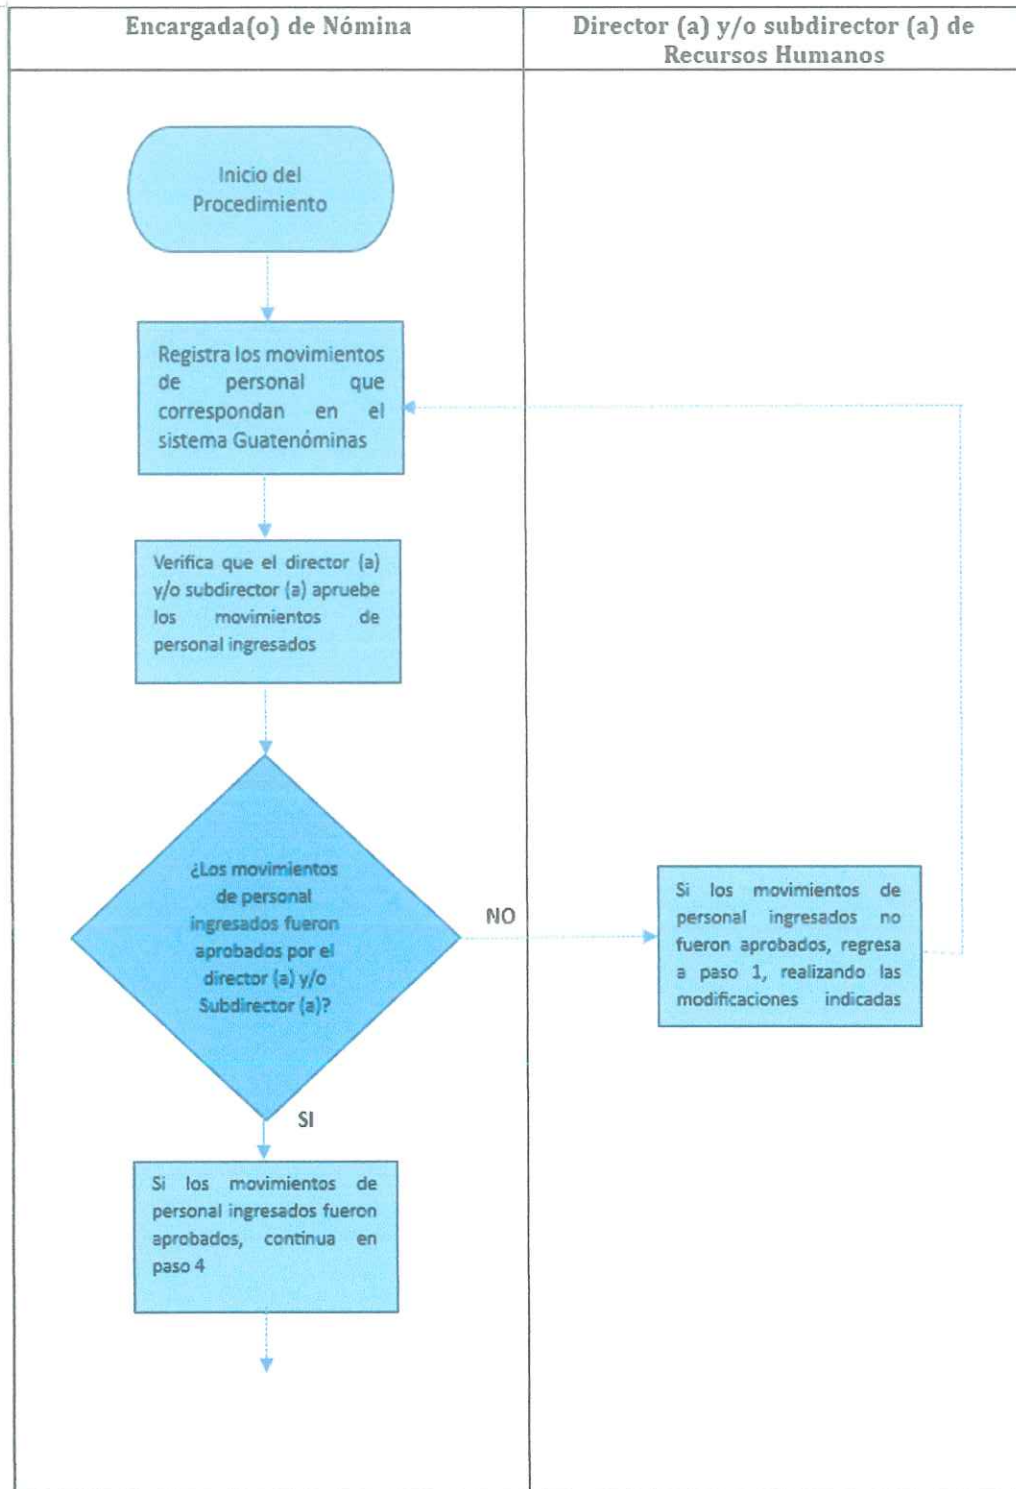 Encargada(o) de Nómina
Director (a) y/o subdirector (a) de
Recursos Humanos
Inicio del
Procedimiento
Registra los movimientos
de personal que
correspondan en el
sistema Guatenóminas
Verifica que el director (a)
y/o subdirector (a) apruebe
los movimientos de
personal ingresados
¿Los movimientos
de personal
ingresados fueron
aprobados por el
director (a) y/o
Subdirector (a)?
NO
Si los movimientos de
personal ingresados no
fueron aprobados, regresa
a paso 1, realizando las
modificaciones indicadas
SI
Si los movimientos de
personal ingresados fueron
aprobados, continua en
paso 4